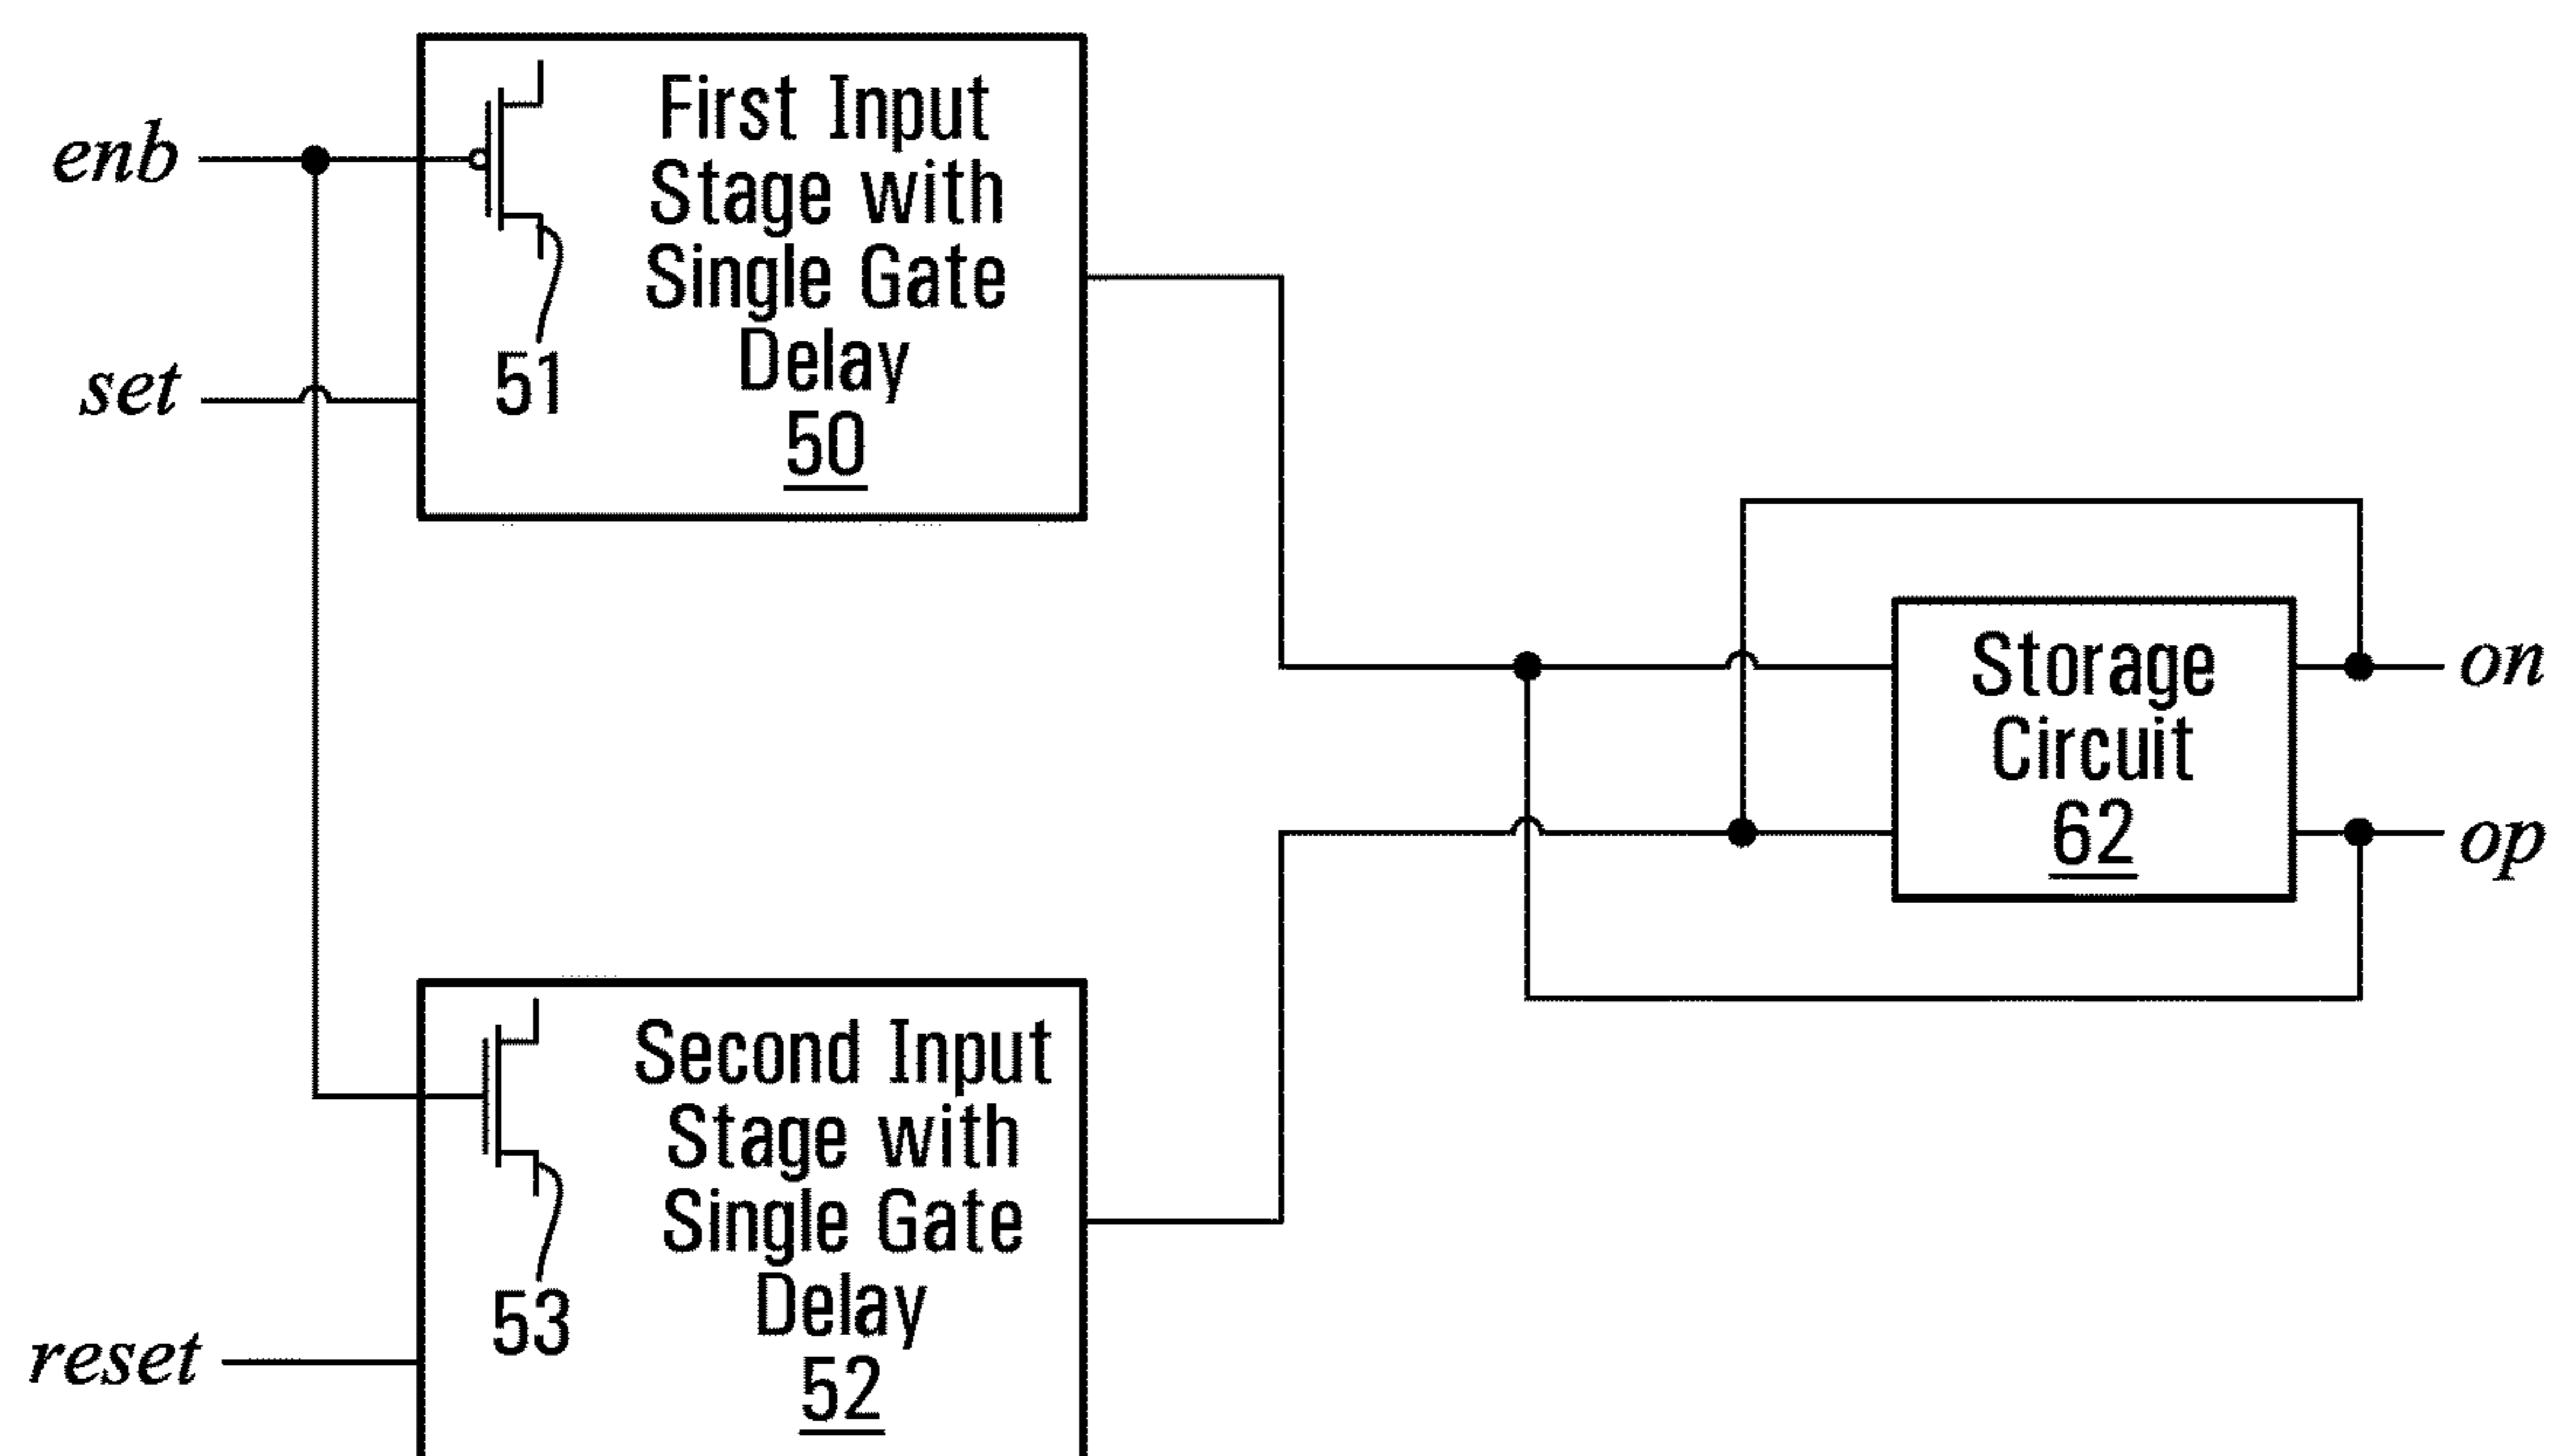 enb
set
First Input
Stage with
Single Gate
Delay
50
51
Storage
Circuit
62
on
op
Second Input
Stage with
Single Gate
Delay
52
53
reset